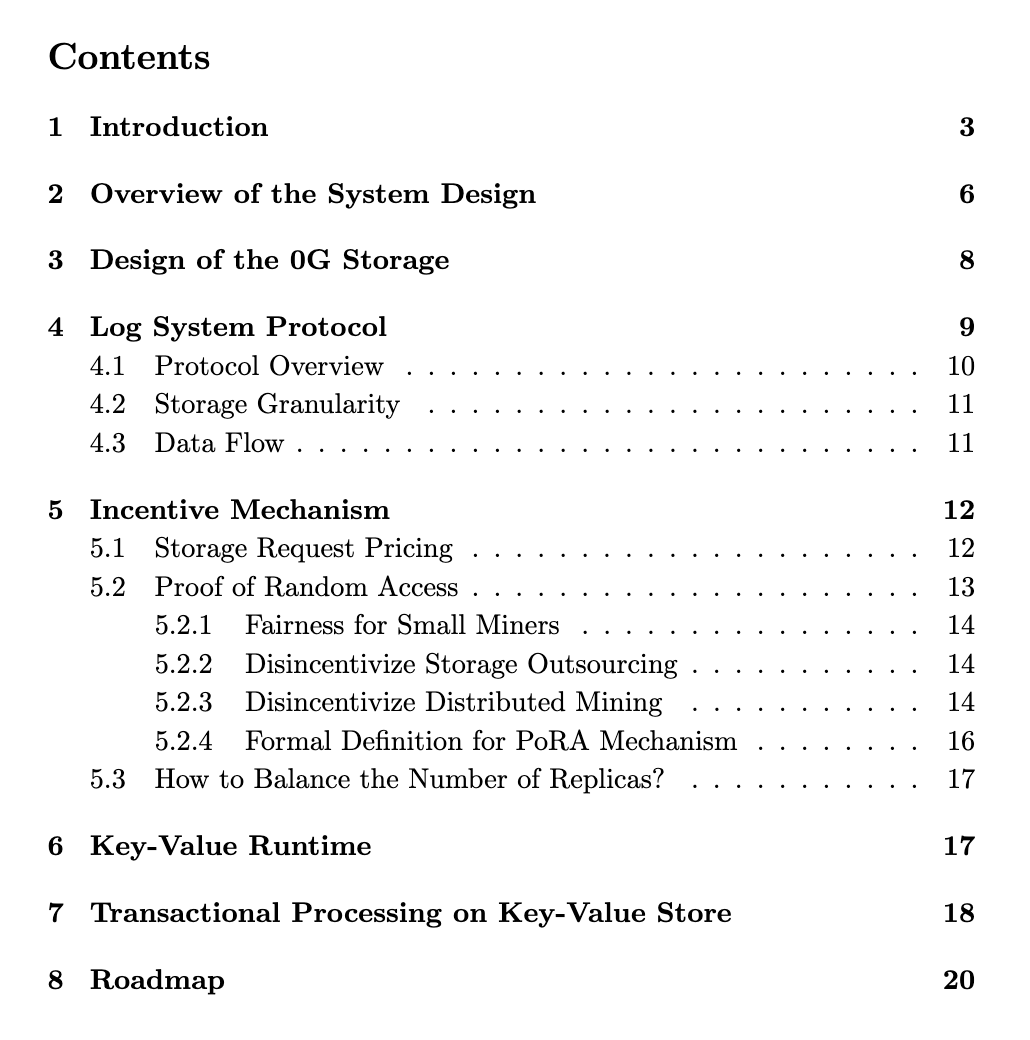 Contents
1 Introduction 3
2 Overview of the System Design 6
3 Design of the 0G Storage 8
4 Log System Protocol 9
4.1 Protocol Overview . . . . . . . . . . . . . . . . . . . . . . . . 10
4.2 Storage Granularity . . . . . . . . . . . . . . . . . . . . . . . 11
4.3 Data Flow . . . . . . . . . . . . . . . . . . . . . . . . . . . . . 11
5 Incentive Mechanism 12
5.1 Storage Request Pricing . . . . . . . . . . . . . . . . . . . . . 12
5.2 Proof of Random Access . . . . . . . . . . . . . . . . . . . . . 13
5.2.1 Fairness for Small Miners . . . . . . . . . . . . . . . . 14
5.2.2 Disincentivize Storage Outsourcing . . . . . . . . . . . 14
5.2.3 Disincentivize Distributed Mining . . . . . . . . . . . 14
5.2.4 Formal Definition for PoRA Mechanism . . . . . . . . 16
5.3 How to Balance the Number of Replicas? . . . . . . . . . . . 17
6 Key-Value Runtime 17
7 Transactional Processing on Key-Value Store 18
8 Roadmap 20